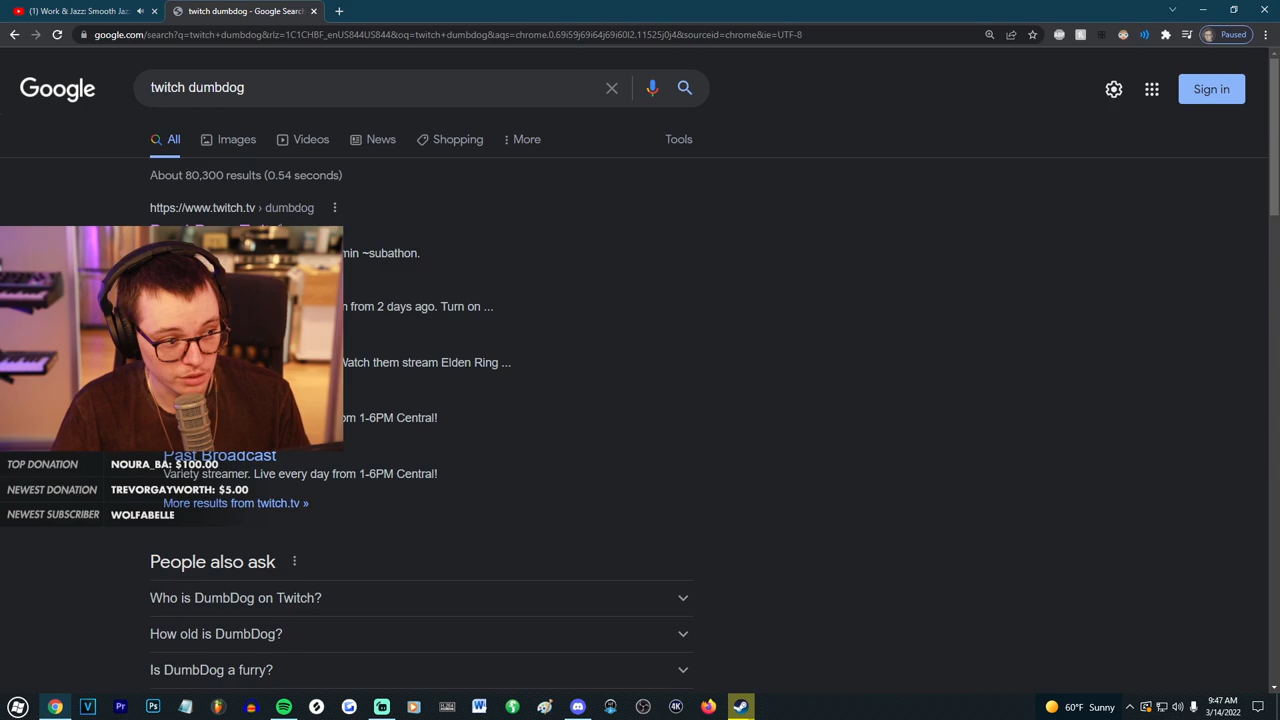 (1) Work & Jazz: Smooth Jaz
twitch dumbdog - Google Searc
google.com/search?q=twitch+dumbdog&rlz=1C1CHBF_enUS844US844&oq=twitch+dumbdog&aqs=chrome.0.69i59j69i64j69i60l2.11525j0j4&sourceid=chrome&ie=UTF-8
Paused
Google
twitch dumbdog
Sign in
All
Images
Videos
News
Shopping
More
Tools
About 80,300 results (0.54 seconds)
https://www.twitch.tv › dumbdog
min ~subathon.
from 2 days ago. Turn on ...
Watch them stream Elden Ring ...
from 1-6PM Central!
Past Broadcast
TOP DONATION NOURA_BA: $100.00
Variety streamer. Live every day from 1-6PM Central!
NEWEST DONATION TREVORGAYWORTH: $5.00
More results from twitch.tv »
NEWEST SUBSCRIBER WOLFABELLE
People also ask
Who is DumbDog on Twitch?
How old is DumbDog?
Is DumbDog a furry?
60°F Sunny
9:47 AM
3/14/2022